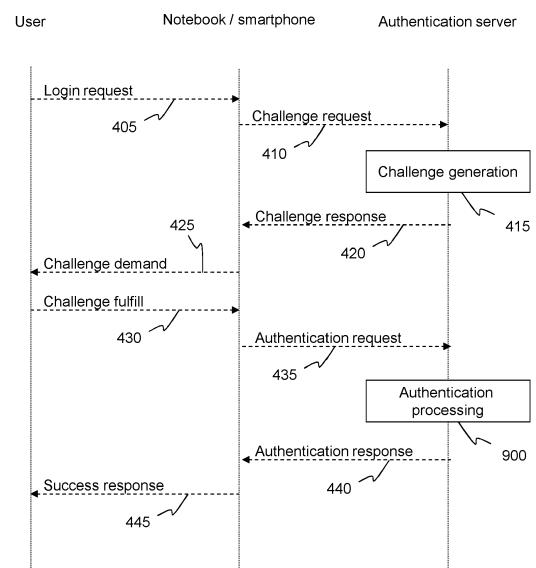 User
Notebook / smartphone
Authentication server
Login request
405
Challenge request
410
Challenge generation
415
Challenge response
420
425
Challenge demand
Challenge fulfill
430
Authentication request
435
Authentication
processing
900
Authentication response
440
Success response
445